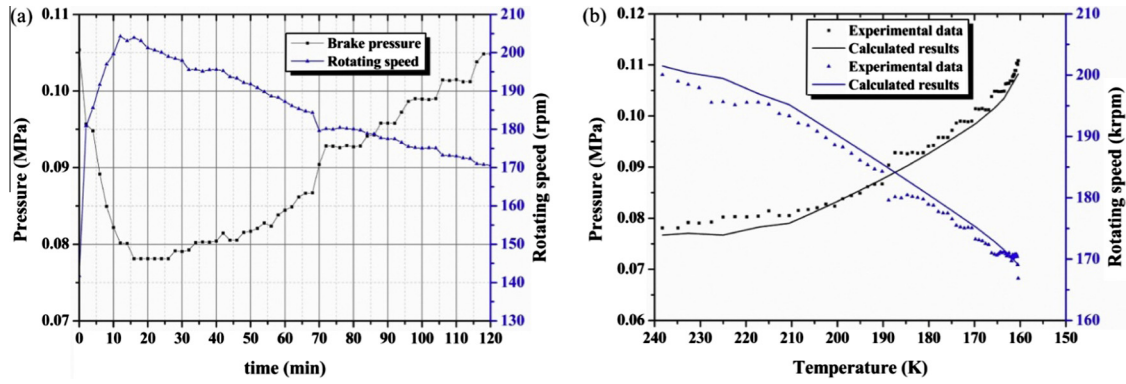 (a)
Pressure (MPa)
0.11
0.10
0.09
0.08
0.07
Brake pressure
Rotating speed
0 10 20 30 40 50 60 70 80 90 100 110 120
time (min)
210
200
190
180
170
160
150
140
130
Rotating speed (rpm)
(b)
Pressure (MPa)
0.12
0.11
0.10
0.09
0.08
0.07
0.06
Experimental data
Calculated results
Experimental data
Calculated results
240 230 220 210 200 190 180 170 160 150
Temperature (K)
210
200
190
180
170
160
Rotating speed (krpm)